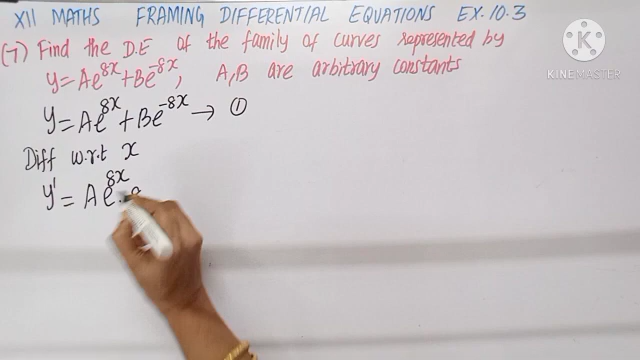 XII MATHS FRAMING DIFFERENTIAL EQUATIONS EX.10.3
(7) Find the D.E of the family of curves represented by
y=Ae^{8x}+Be^{-8x}, A,B are arbitrary constants
y=Ae^{8x}+Be^{-8x} → ①
Diff w.r.t x
y'=Ae^{8x}.
K
KINEMASTER